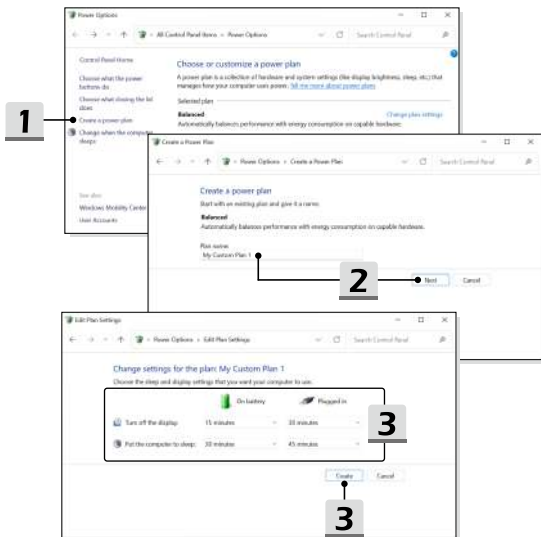 Power Options
All Control Panel Items > Power Options
Search Control Panel
Control Panel Home
Choose what the power
buttons do
Choose what closing the lid
does
Create a power plan
Change when the computer
sleeps
See also
Windows Mobility Center
User Accounts
Choose or customize a power plan
A power plan is a collection of hardware and system settings (like display brightness, sleep, etc.) that
manages how your computer uses power. Tell me more about power plans
Selected plan
Balanced
Change plan settings
Automatically balances performance with energy consumption on capable hardware.
1
Create a Power Plan
Power Options > Create a Power Plan
Search Control Panel
Create a power plan
Start with an existing plan and give it a name.
Balanced
Automatically balances performance with energy consumption on capable hardware.
Plan name:
My Custom Plan 1
2
Next
Cancel
Edit Plan Settings
Power Options > Edit Plan Settings
Search Control Panel
Change settings for the plan: My Custom Plan 1
Choose the sleep and display settings that you want your computer to use.
On battery
Plugged in
Turn off the display:
15 minutes
30 minutes
Put the computer to sleep:
30 minutes
45 minutes
3
Create
Cancel
3